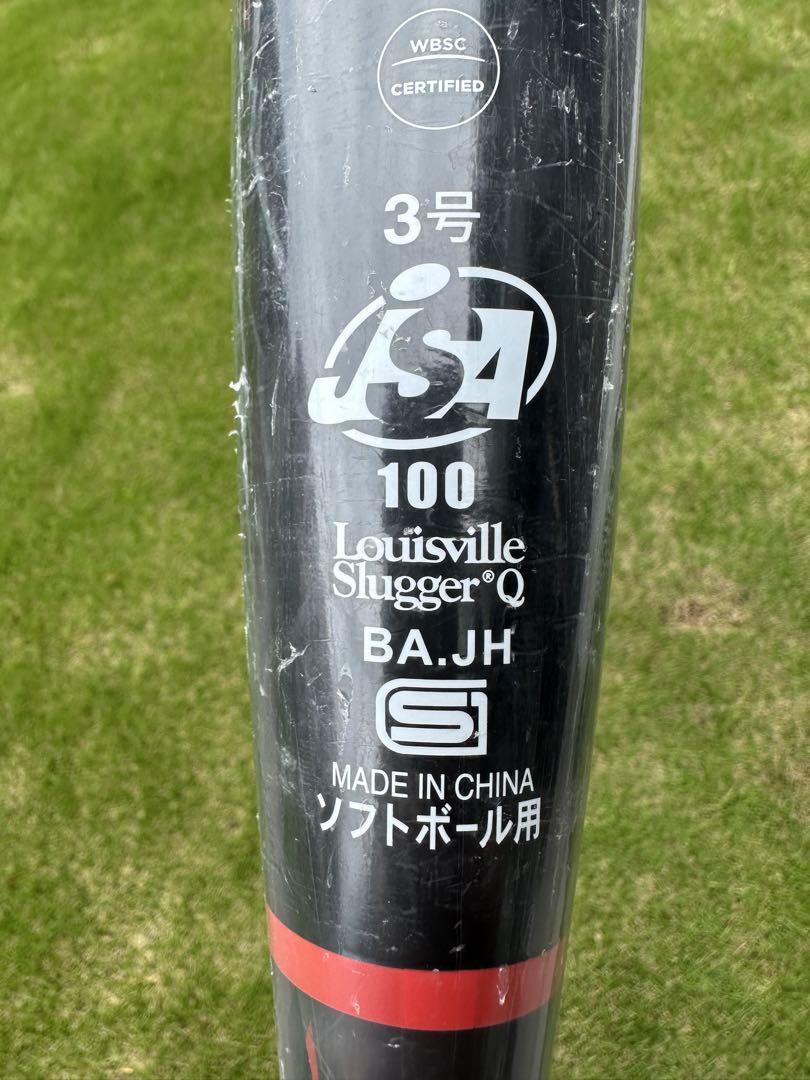 WBSC
CERTIFIED
3号
JSA
100
Louisville
Slugger®Q
BA.JH
SG
MADE IN CHINA
ソフトボール用